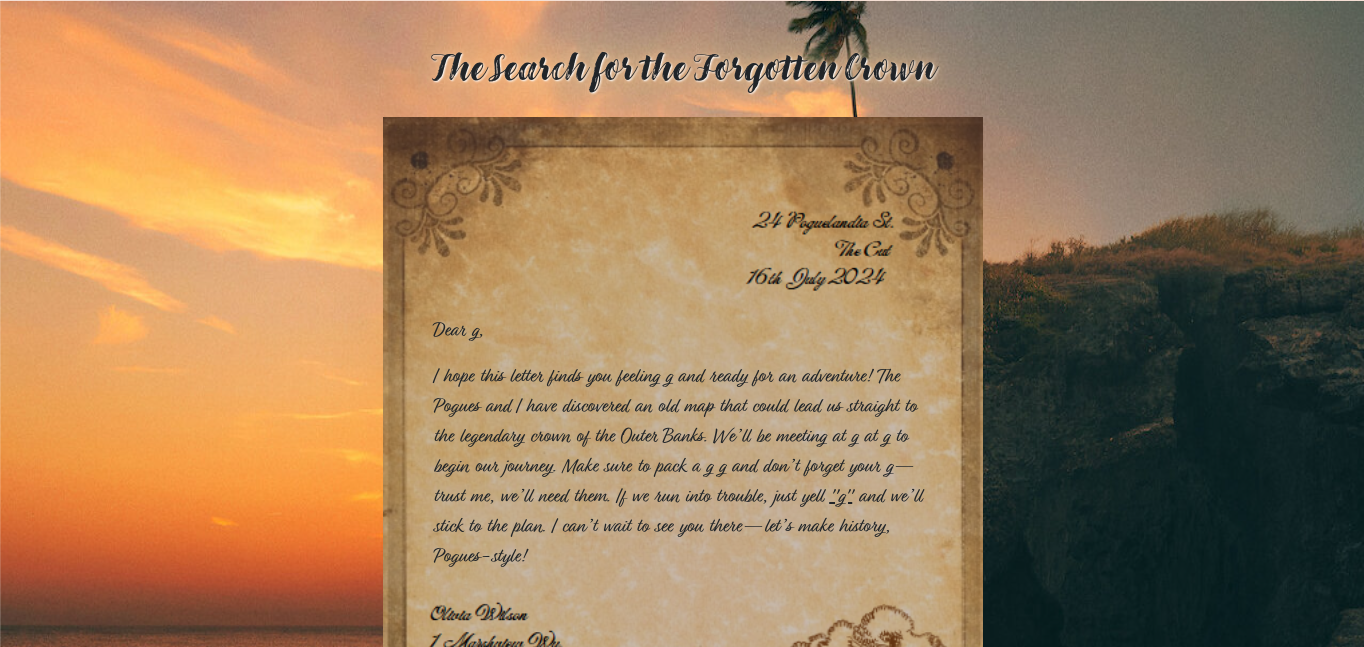 The Search for the Forgotten Crown
24 Poguelandia St.
The Cut
16th July 2024
Dear g,
I hope this letter finds you feeling g and ready for an adventure! The
Pogues and I have discovered an old map that could lead us straight to
the legendary crown of the Outer Banks. We'll be meeting at g at g to
begin our journey. Make sure to pack a g g and don't forget your g—
trust me, we'll need them. If we run into trouble, just yell "g" and we'll
stick to the plan. I can't wait to see you there—let's make history,
Pogues-style!
Olivia Wilson
1